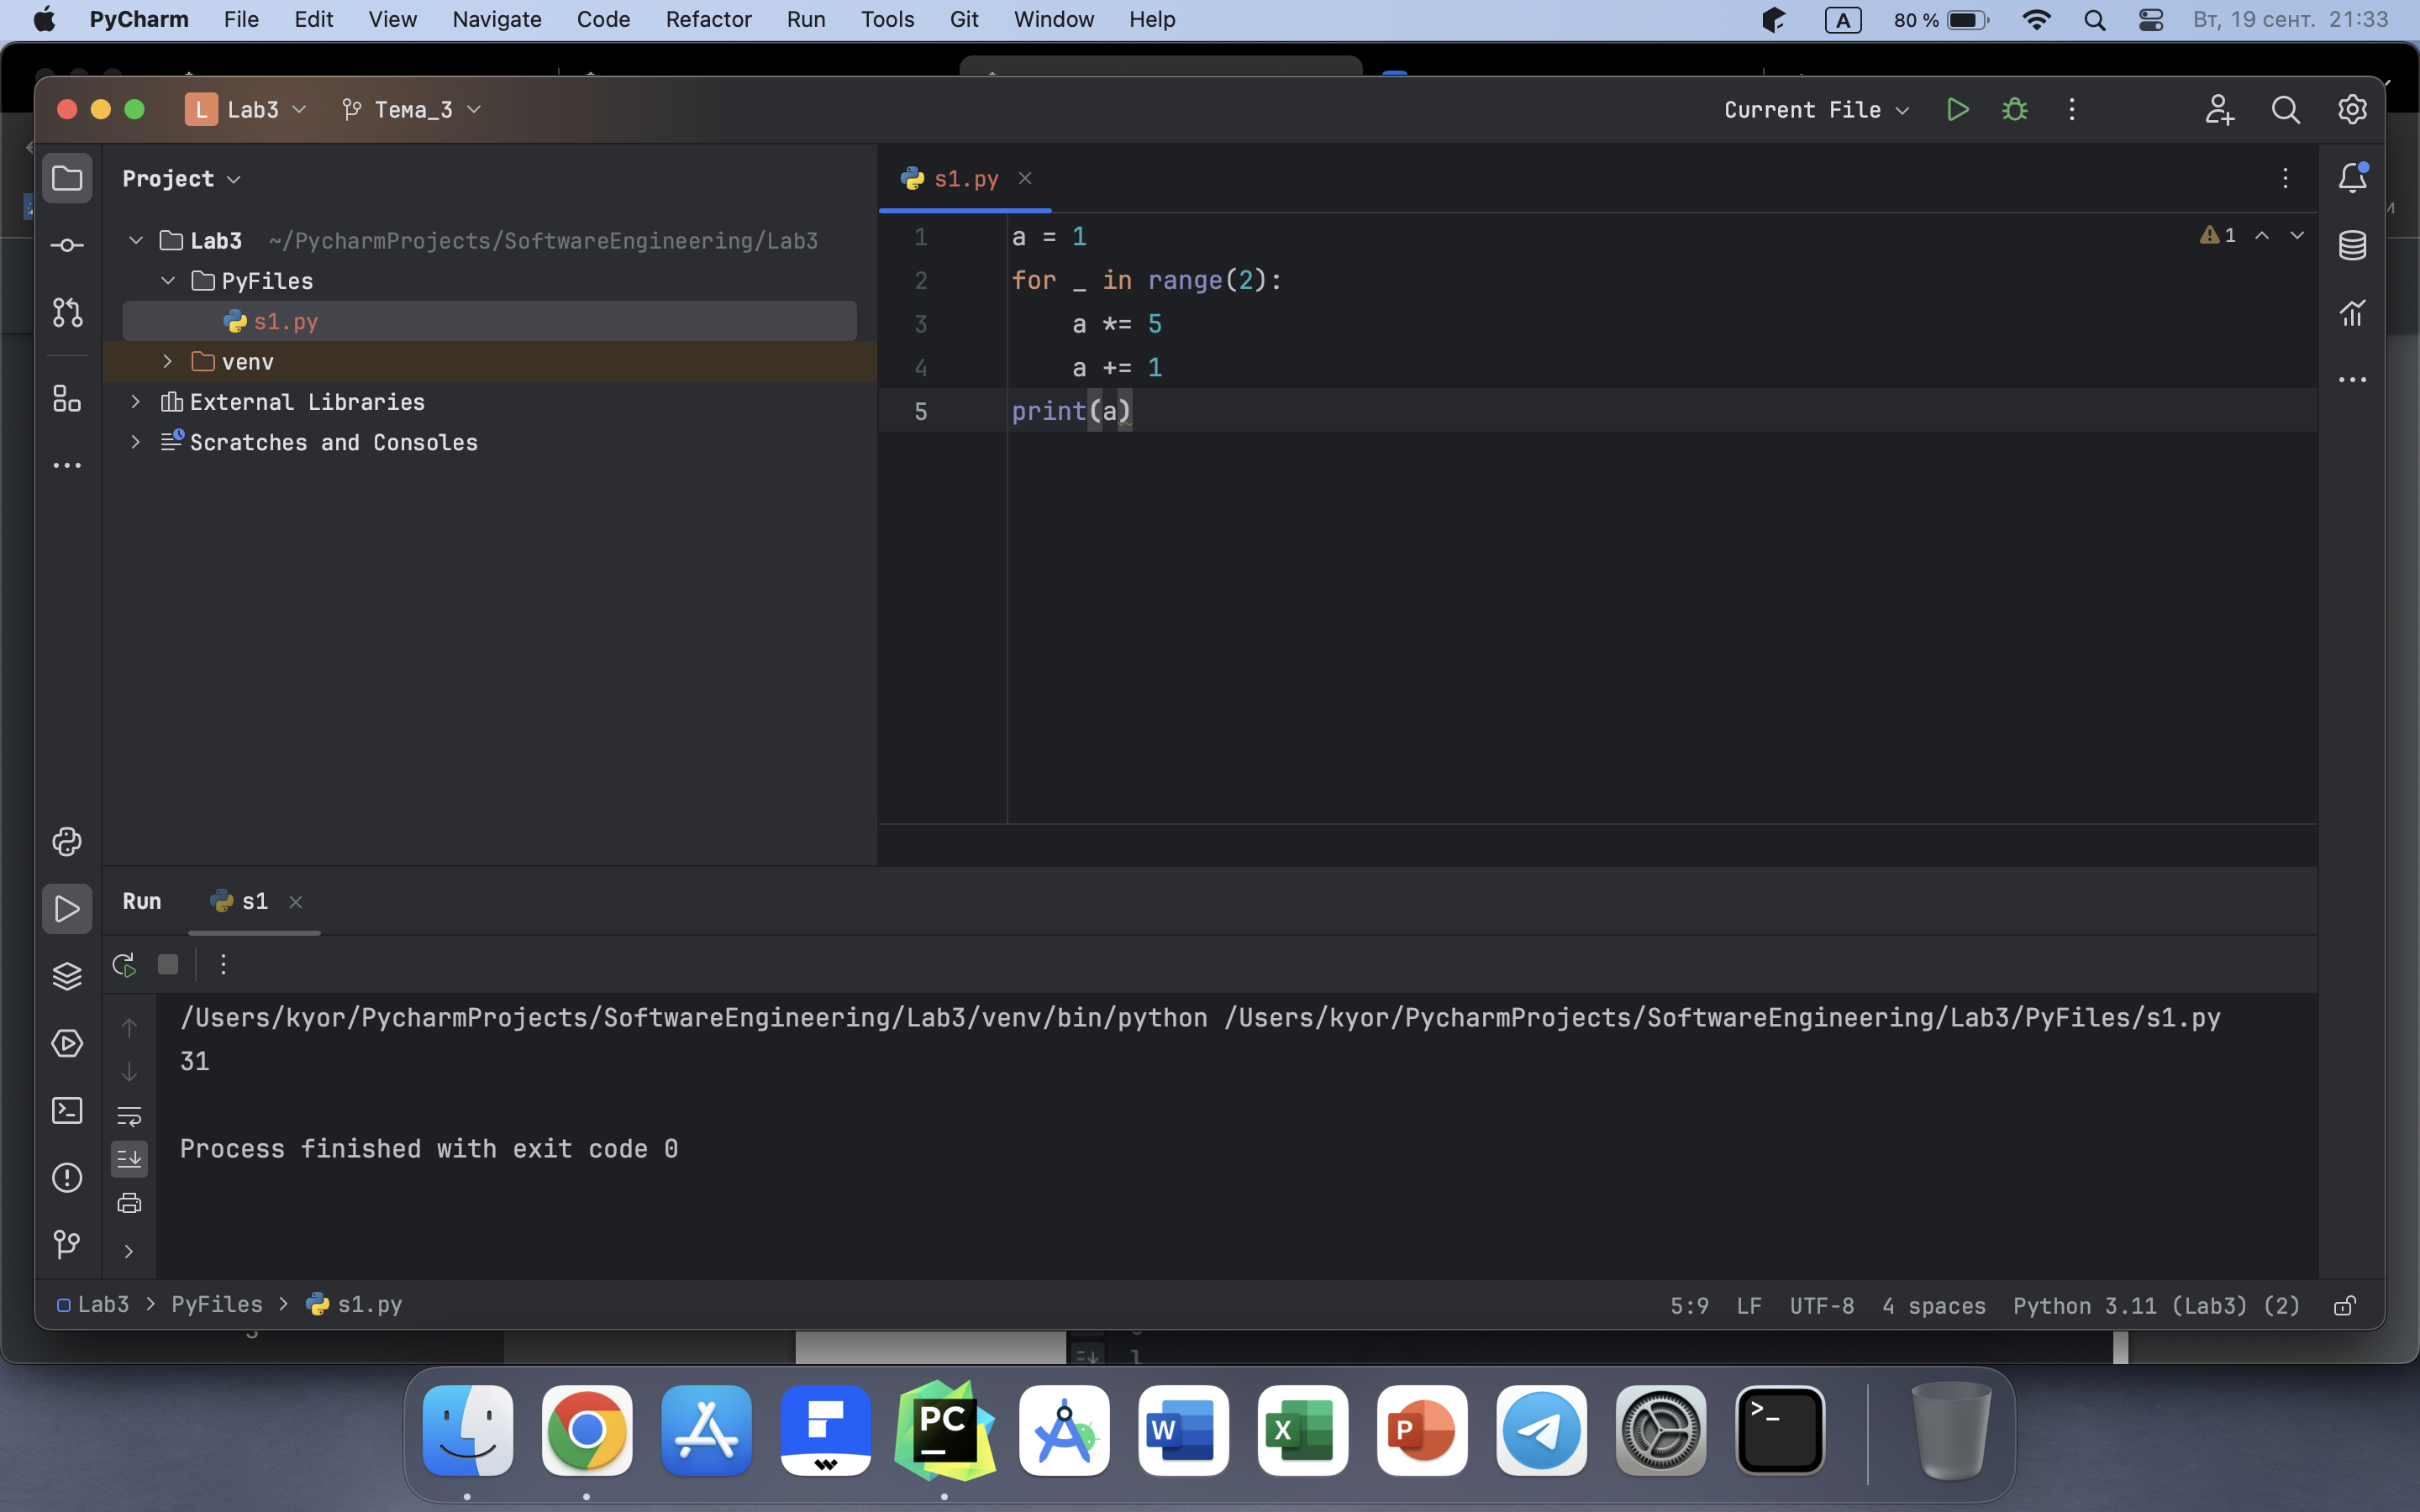 PyCharm File Edit View Navigate Code Refactor Run Tools Git Window Help A 80 % Вт, 19 сент. 21:33
L Lab3 Тема_3 Current File
Project
Lab3 ~/PycharmProjects/SoftwareEngineering/Lab3
PyFiles
s1.py
venv
External Libraries
Scratches and Consoles
s1.py
1 a = 1
2 for _ in range(2):
3 a *= 5
4 a += 1
5 print(a)
1
Run s1
/Users/kyor/PycharmProjects/SoftwareEngineering/Lab3/venv/bin/python /Users/kyor/PycharmProjects/SoftwareEngineering/Lab3/PyFiles/s1.py
31
Process finished with exit code 0
Lab3 > PyFiles > s1.py 5:9 LF UTF-8 4 spaces Python 3.11 (Lab3) (2)
PC
W
X
P
>_